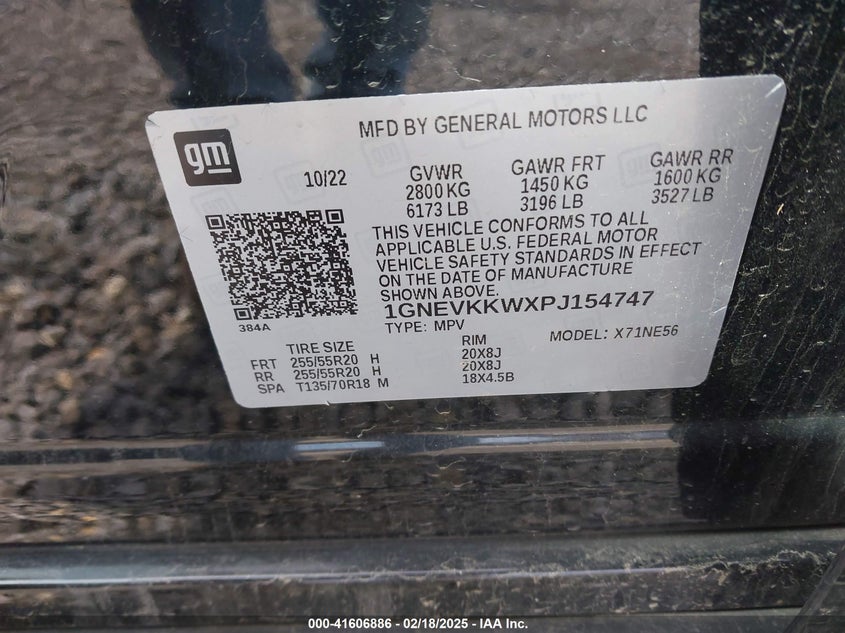 MFD BY GENERAL MOTORS LLC
gm
10/22
GVWR
2800 KG
6173 LB
GAWR FRT
1450 KG
3196 LB
GAWR RR
1600 KG
3527 LB
THIS VEHICLE CONFORMS TO ALL
APPLICABLE U.S. FEDERAL MOTOR
VEHICLE SAFETY STANDARDS IN EFFECT
ON THE DATE OF MANUFACTURE
SHOWN ABOVE.
384A
1GNEVKKWXPJ154747
TYPE: MPV MODEL: X71NE56
TIRE SIZE RIM
FRT 255/55R20 H 20X8J
RR 255/55R20 H 20X8J
SPA T135/70R18 M 18X4.5B
000-41606886 - 02/18/2025 - IAA Inc.